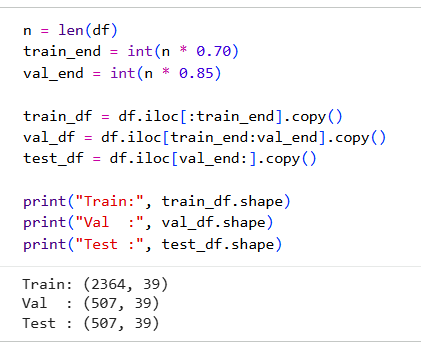 n = len(df)
train_end = int(n * 0.70)
val_end = int(n * 0.85)
train_df = df.iloc[:train_end].copy()
val_df = df.iloc[train_end:val_end].copy()
test_df = df.iloc[val_end:].copy()
print("Train:", train_df.shape)
print("Val  :", val_df.shape)
print("Test :", test_df.shape)
Train: (2364, 39)
Val  : (507, 39)
Test : (507, 39)